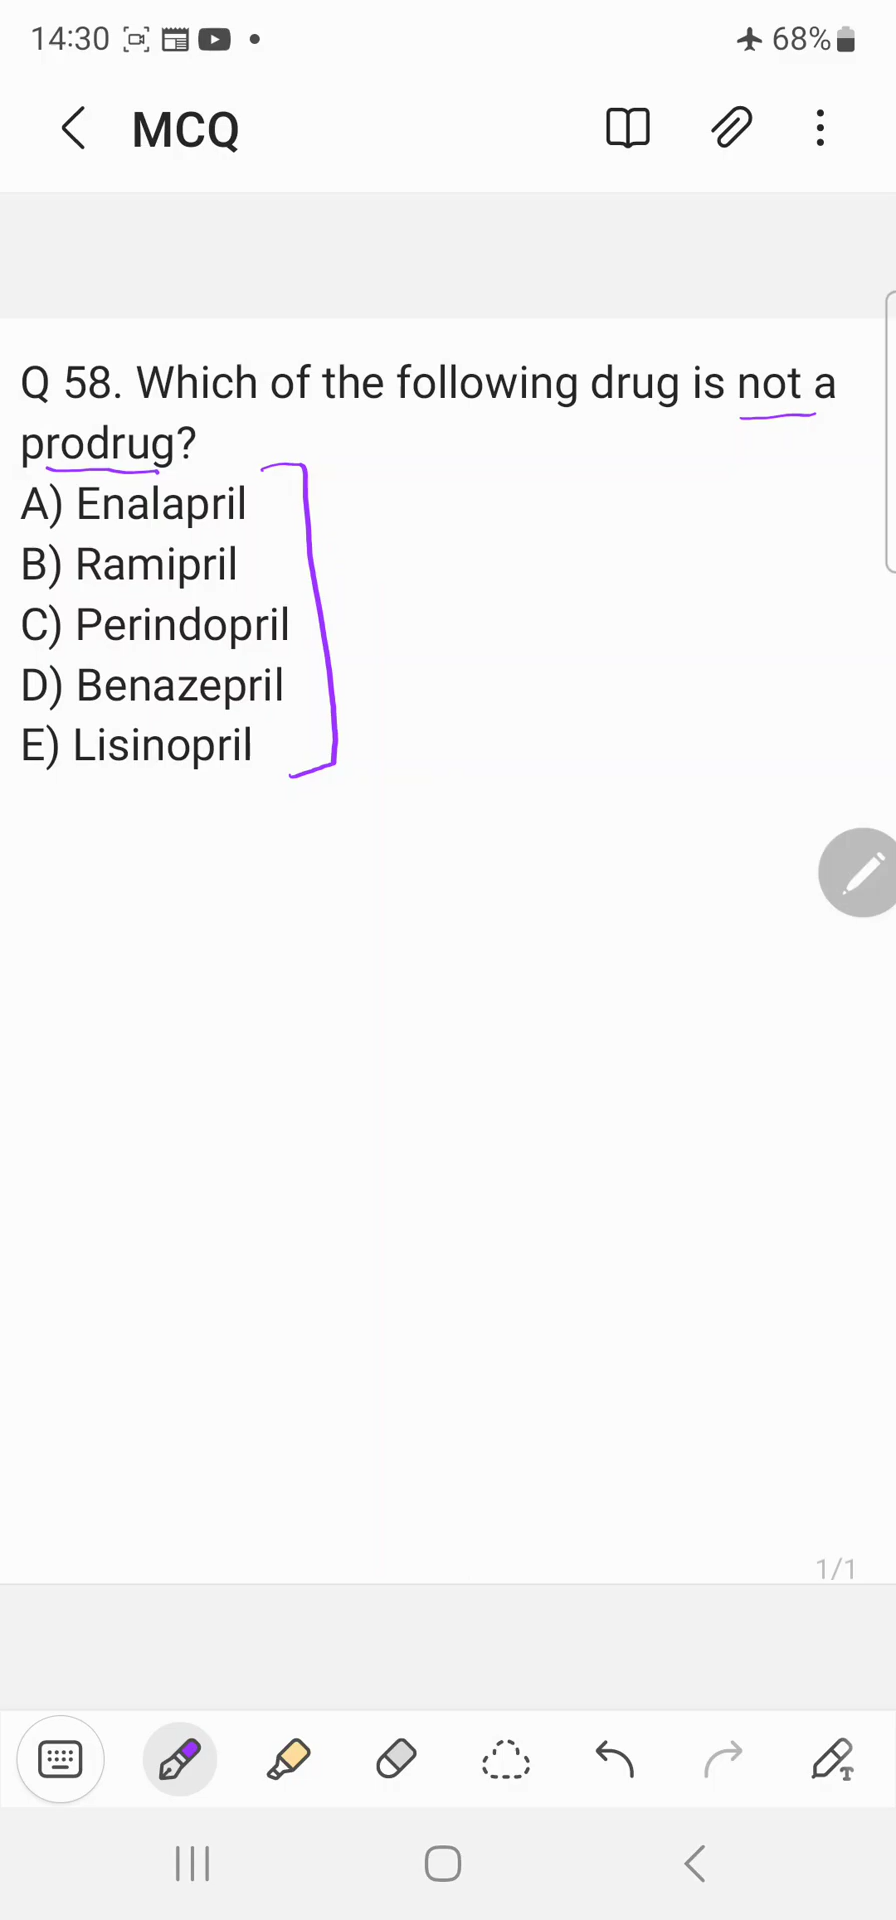 14:30 68%
MCQ
Q 58. Which of the following drug is not a
prodrug?
A) Enalapril
B) Ramipril
C) Perindopril
D) Benazepril
E) Lisinopril
1/1
T